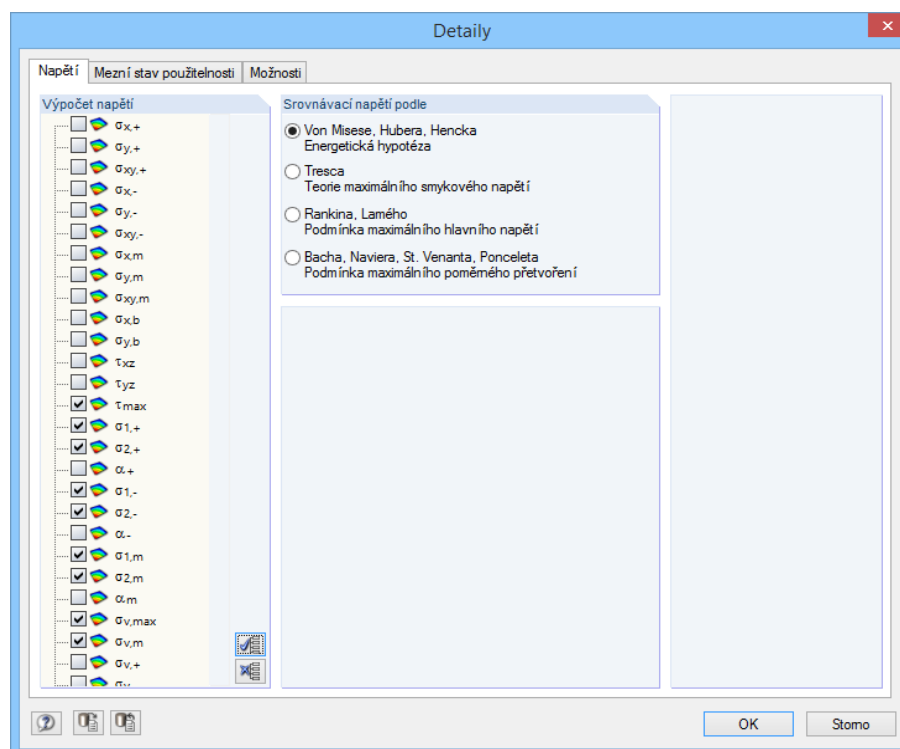 Detaily
Napětí
Mezní stav použitelnosti
Možnosti
Výpočet napětí
σx,+
σy,+
σxy,+
σx,-
σy,-
σxy,-
σx,m
σy,m
σxy,m
σx,b
σy,b
τxz
τyz
τmax
σ1,+
σ2,+
α+
σ1,-
σ2,-
α-
σ1,m
σ2,m
αm
σv,max
σv,m
σv,+
Srovnávací napětí podle
Von Misese, Hubera, Hencka
Energetická hypotéza
Tresca
Teorie maximálního smykového napětí
Rankina, Lamého
Podmínka maximálního hlavního napětí
Bacha, Naviera, St. Venanta, Ponceleta
Podmínka maximálního poměrného přetvoření
OK
Storno